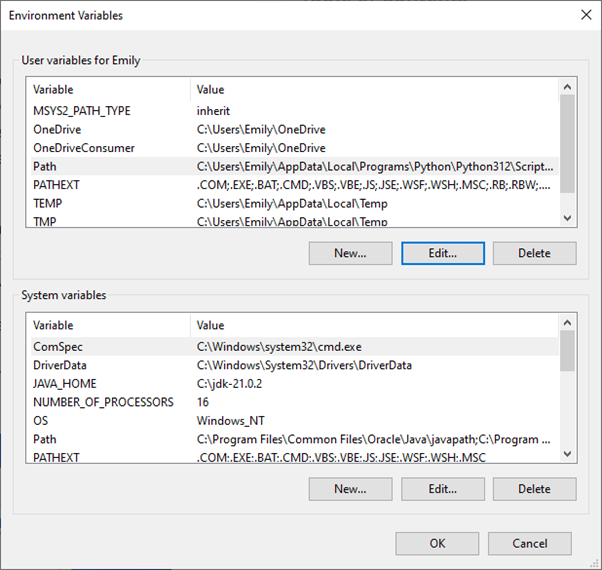 Environment Variables
User variables for Emily
Variable Value
MSYS2_PATH_TYPE inherit
OneDrive C:\Users\Emily\OneDrive
OneDriveConsumer C:\Users\Emily\OneDrive
Path C:\Users\Emily\AppData\Local\Programs\Python\Python312\Script...
PATHEXT .COM;.EXE;.BAT;.CMD;.VBS;.VBE;JS;JSE;.WSF;.WSH;.MSC;.RB;.RBW;....
TEMP C:\Users\Emily\AppData\Local\Temp
TMP C:\Users\Emily\AppData\Local\Temp
New... Edit... Delete
System variables
Variable Value
ComSpec C:\Windows\system32\cmd.exe
DriverData C:\Windows\System32\Drivers\DriverData
JAVA_HOME C:\jdk-21.0.2
NUMBER_OF_PROCESSORS 16
OS Windows_NT
Path C:\Program Files\Common Files\Oracle\Java\javapath;C:\Program ...
PATHEXT .COM;.EXE;.BAT;.CMD;.VBS;.VBE;.JS;.JSE;.WSF;.WSH;.MSC
New... Edit... Delete
OK Cancel